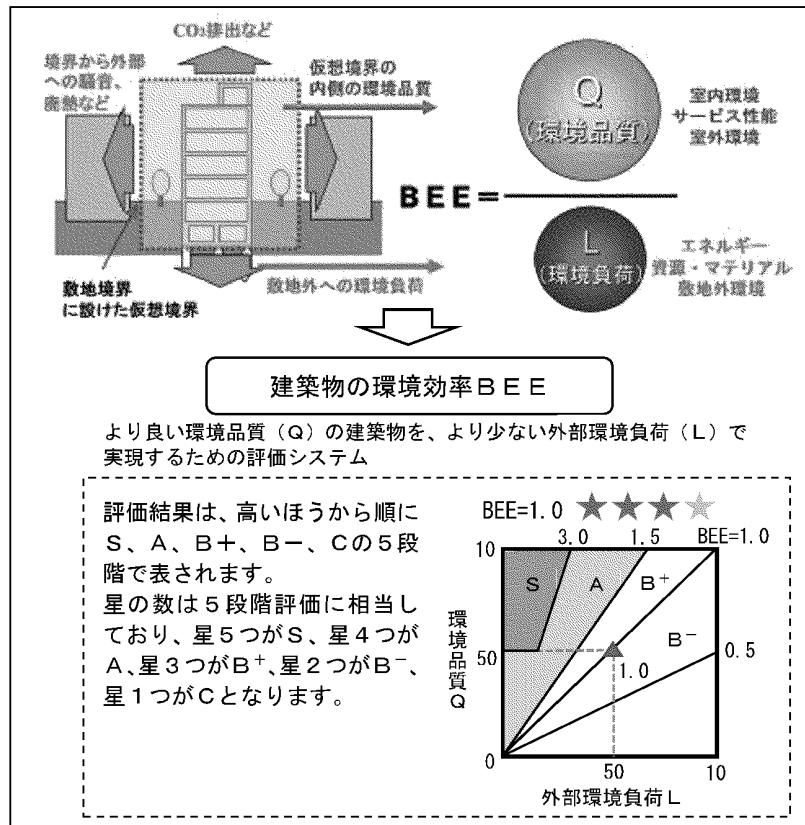 CO₂排出など
境界から外部
への騒音、
廃熱など
仮想境界の
内側の環境品質
敷地境界
に設けた仮想境界
敷地外への環境負荷
BEE=
Q
(環境品質)
室内環境
サービス性能
室外環境
L
(環境負荷)
エネルギー
資源・マテリアル
敷地外環境
建築物の環境効率BEE
より良い環境品質(Q)の建築物を、より少ない外部環境負荷(L)で
実現するための評価システム
評価結果は、高いほうから順に
S、A、B+、B-、Cの5段
階で表されます。
星の数は5段階評価に相当し
ており、星5つがS、星4つが
A、星3つがB⁺、星2つがB⁻、
星1つがCとなります。
BEE=1.0 ★★★★
3.0 1.5 BEE=1.0
10
S A B⁺
B⁻
環境品質Q
50
1.0
0.5
0
50 10
外部環境負荷L